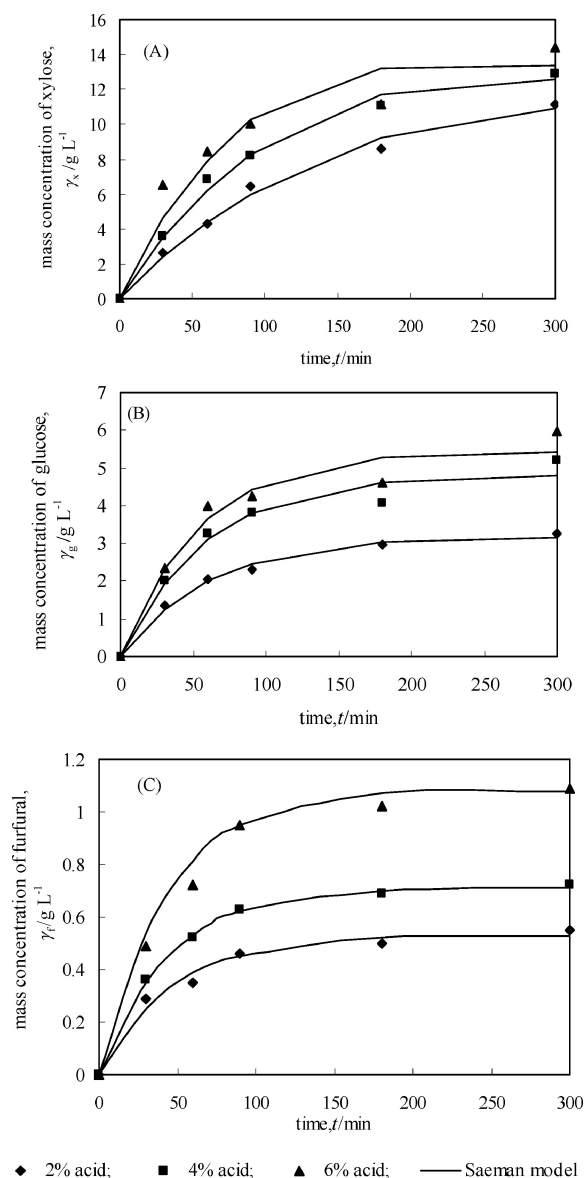 (A)
mass concentration of xylose,
γx /g L-1
16
14
12
10
8
6
4
2
0
0 50 100 150 200 250 300
time,t/min
(B)
mass concentration of glucose,
γg /g L-1
7
6
5
4
3
2
1
0
0 50 100 150 200 250 300
time,t/min
(C)
mass concentration of furfural,
γf/g L-1
1.2
1
0.8
0.6
0.4
0.2
0
0 50 100 150 200 250 300
time,t/min
2% acid; 4% acid; 6% acid; Saeman model